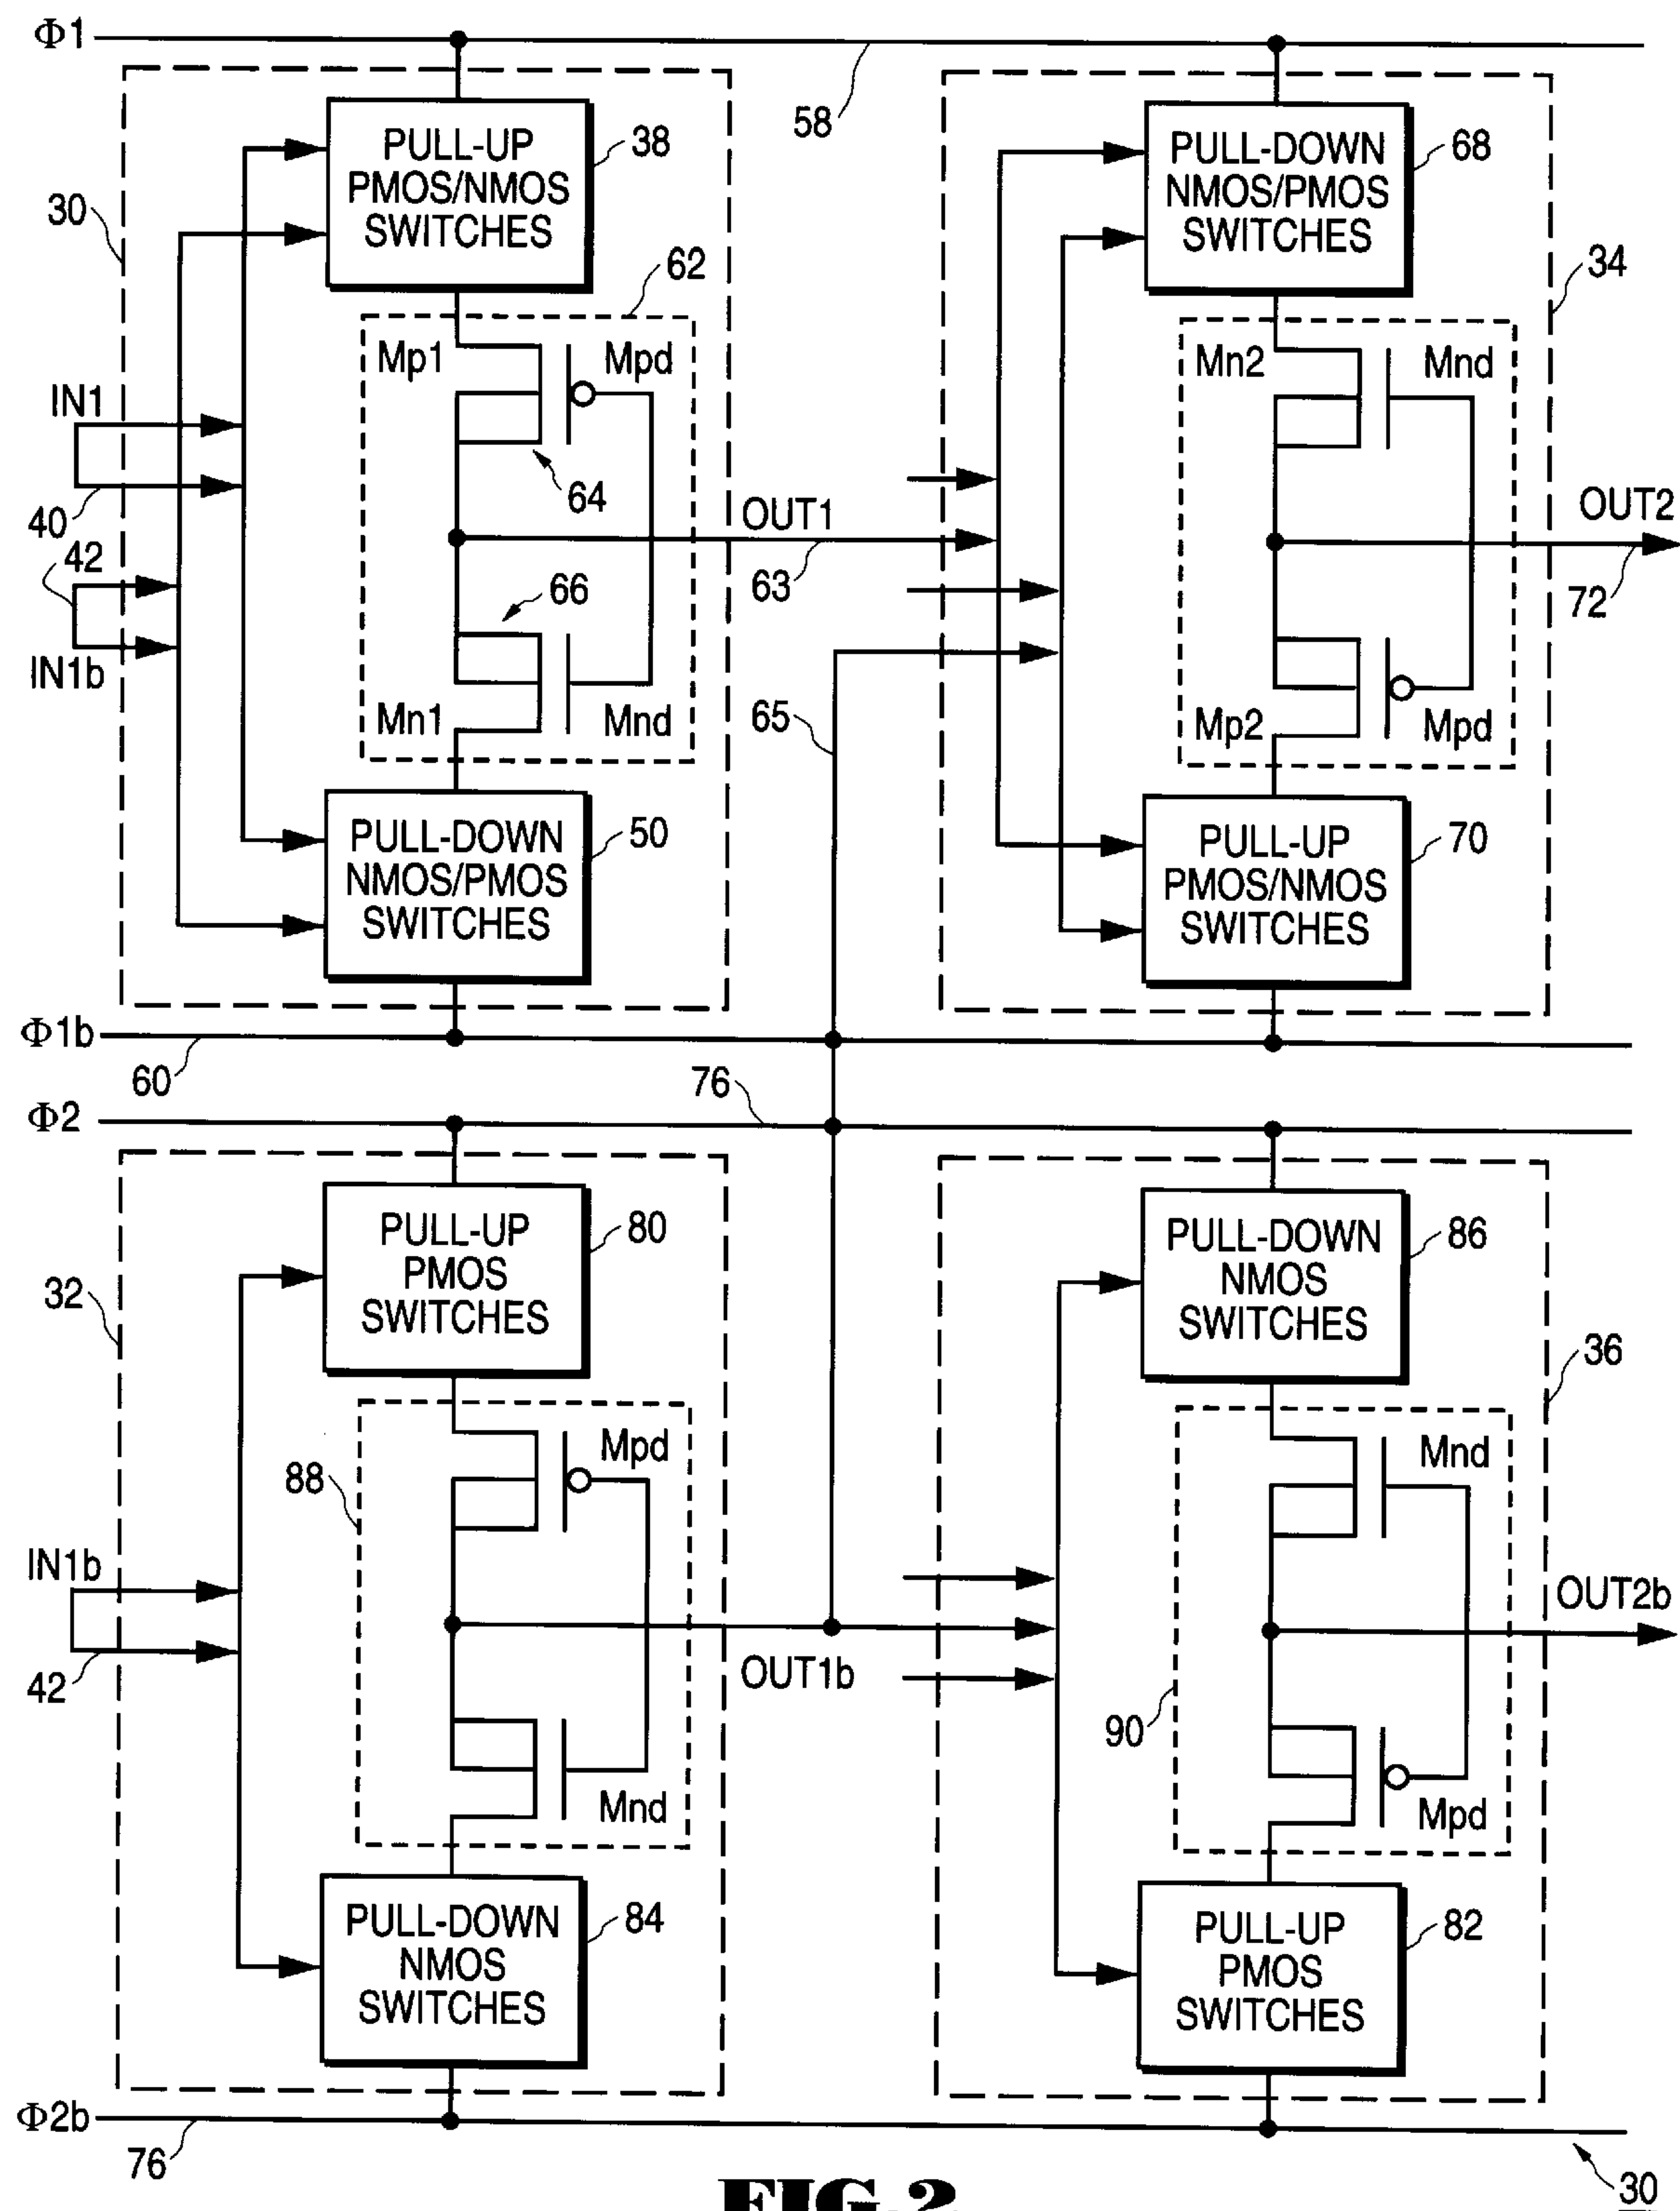 Φ1
58
PULL-UP
PMOS/NMOS
SWITCHES
38
PULL-DOWN
NMOS/PMOS
SWITCHES
68
30
62
34
Mp1
Mpd
Mn2
Mnd
IN1
40
64
OUT1
63
OUT2
72
42
IN1b
66
65
Mn1
Mnd
Mp2
Mpd
PULL-DOWN
NMOS/PMOS
SWITCHES
50
PULL-UP
PMOS/NMOS
SWITCHES
70
Φ1b
60
76
Φ2
PULL-UP
PMOS
SWITCHES
80
PULL-DOWN
NMOS
SWITCHES
86
32
36
88
Mpd
Mnd
IN1b
42
OUT1b
OUT2b
90
Mnd
Mpd
PULL-DOWN
NMOS
SWITCHES
84
PULL-UP
PMOS
SWITCHES
82
Φ2b
76
30
FIG.2